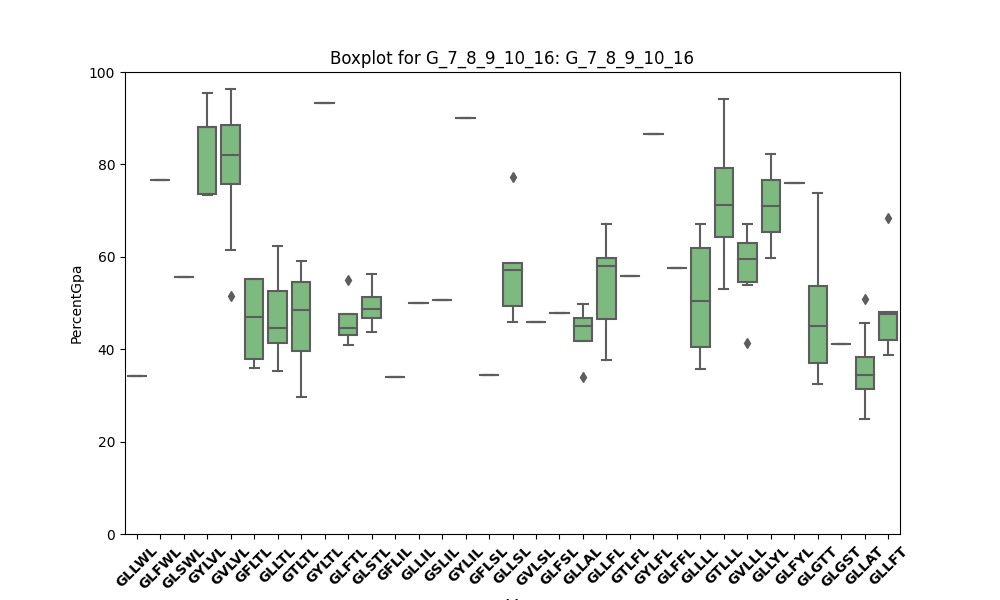 Boxplot for G_7_8_9_10_16: G_7_8_9_10_16
PercentGpa
100
80
60
40
20
0
GLLWL
GLFWL
GLSWL
GYLVL
GVLVL
GFLTL
GLLTL
GTLTL
GYLTL
GLFTL
GLSTL
GFLIL
GLLIL
GSLIL
GYLIL
GFLSL
GLLSL
GVLSL
GLFSL
GLLAL
GLLFL
GTLFL
GYLFL
GLFFL
GLLLL
GTLLL
GVLLL
GLLYL
GLFYL
GLGTT
GLGST
GLLAT
GLLFT